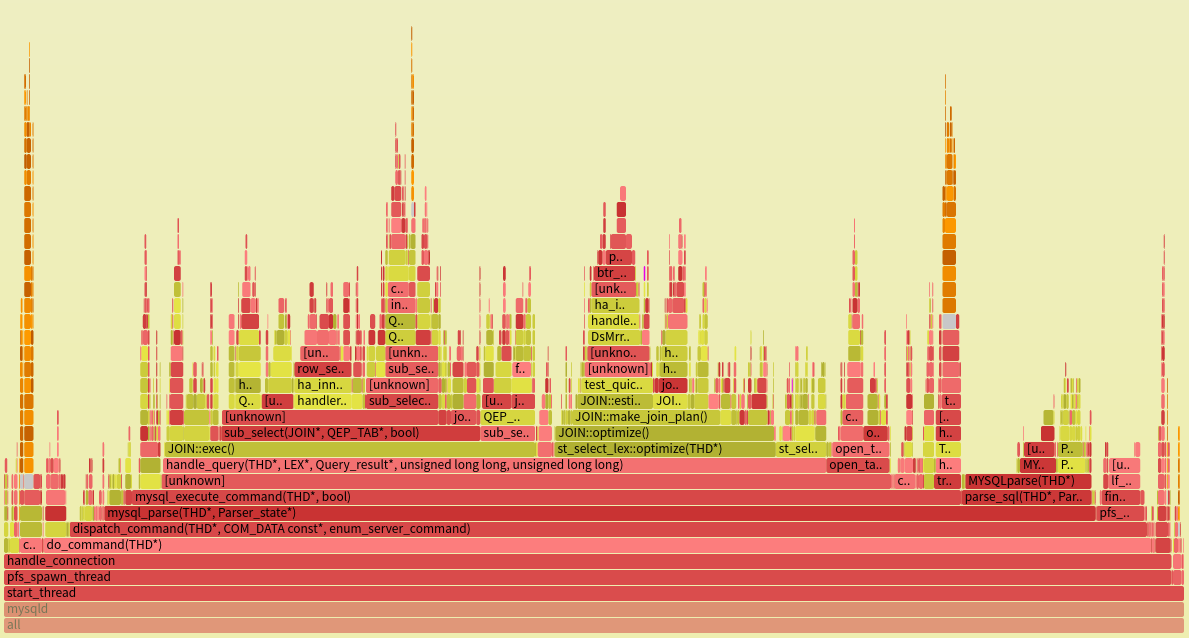 p..
btr_..
c.. [unk..
in.. ha_i..
Q.. handle..
Q.. DsMrr..
[un.. [unkn.. [unkno.. h..
row_se.. sub_se.. f.. [unknown] h..
h.. ha_inn.. [unknown] test_quic.. jo..
Q.. [u.. handler.. sub_selec.. [u.. j.. JOIN::esti.. JOI.. t..
[unknown] jo.. QEP_.. JOIN::make_join_plan() c.. [..
sub_select(JOIN*, QEP_TAB*, bool) sub_se.. JOIN::optimize() o.. h..
JOIN::exec() st_select_lex::optimize(THD*) st_sel.. open_t.. T.. [u.. P..
handle_query(THD*, LEX*, Query_result*, unsigned long long, unsigned long long) open_ta.. h.. MY.. P.. [u..
[unknown] c.. tr.. MYSQLparse(THD*) lf_..
mysql_execute_command(THD*, bool) parse_sql(THD*, Par.. fin..
mysql_parse(THD*, Parser_state*) pfs_..
dispatch_command(THD*, COM_DATA const*, enum_server_command)
c.. do_command(THD*)
handle_connection
pfs_spawn_thread
start_thread
mysqld
all